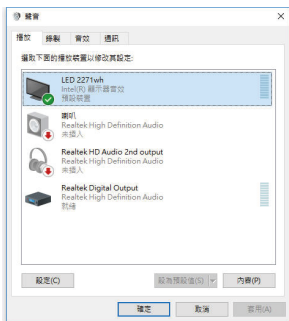 聲音
播放 錄製 音效 通訊
選取下面的播放裝置以修改其設定:
LED 2271wh
Intel(R) 顯示器音效
預設裝置
喇叭
Realtek High Definition Audio
未插入
Realtek HD Audio 2nd output
Realtek High Definition Audio
未插入
Realtek Digital Output
Realtek High Definition Audio
就緒
設定(C) 設為預設值(S) 內容(P)
確定 取消 套用(A)